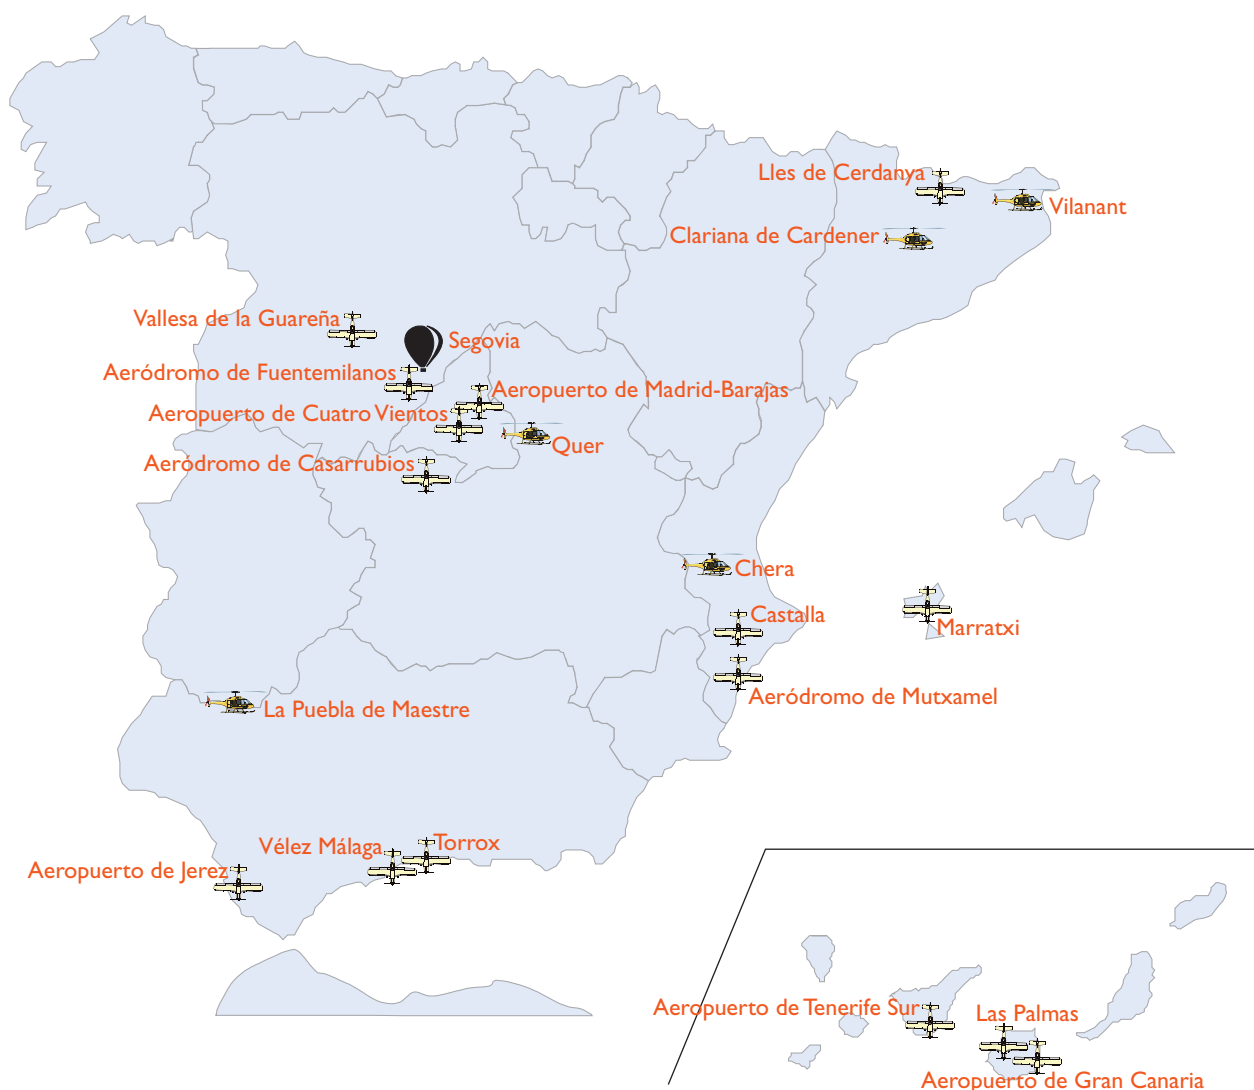 Lles de Cerdanya
Vilanant
Clariana de Cardener
Vallesa de la Guareña
Segovia
Aeródromo de Fuentemilanos
Aeropuerto de Madrid-Barajas
Aeropuerto de Cuatro Vientos
Quer
Aeródromo de Casarrubios
Chera
Castalla
Marratxi
Aeródromo de Mutxamel
La Puebla de Maestre
Torrox
Vélez Málaga
Aeropuerto de Jerez
Aeropuerto de Tenerife Sur
Las Palmas
Aeropuerto de Gran Canaria